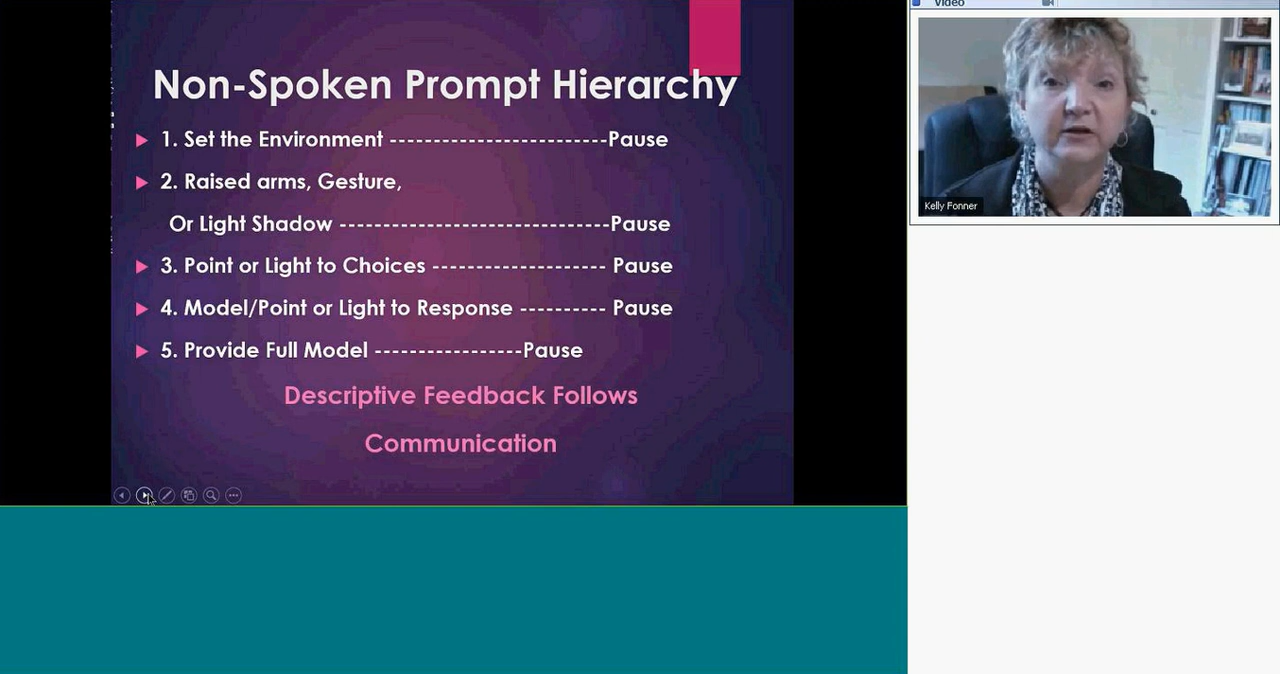 Non-Spoken Prompt Hierarchy
1. Set the Environment -------------------------Pause
2. Raised arms, Gesture,
Or Light Shadow -------------------------------Pause
3. Point or Light to Choices -------------------- Pause
4. Model/Point or Light to Response ---------- Pause
5. Provide Full Model -----------------Pause
Descriptive Feedback Follows
Communication
Video
Kelly Fonner